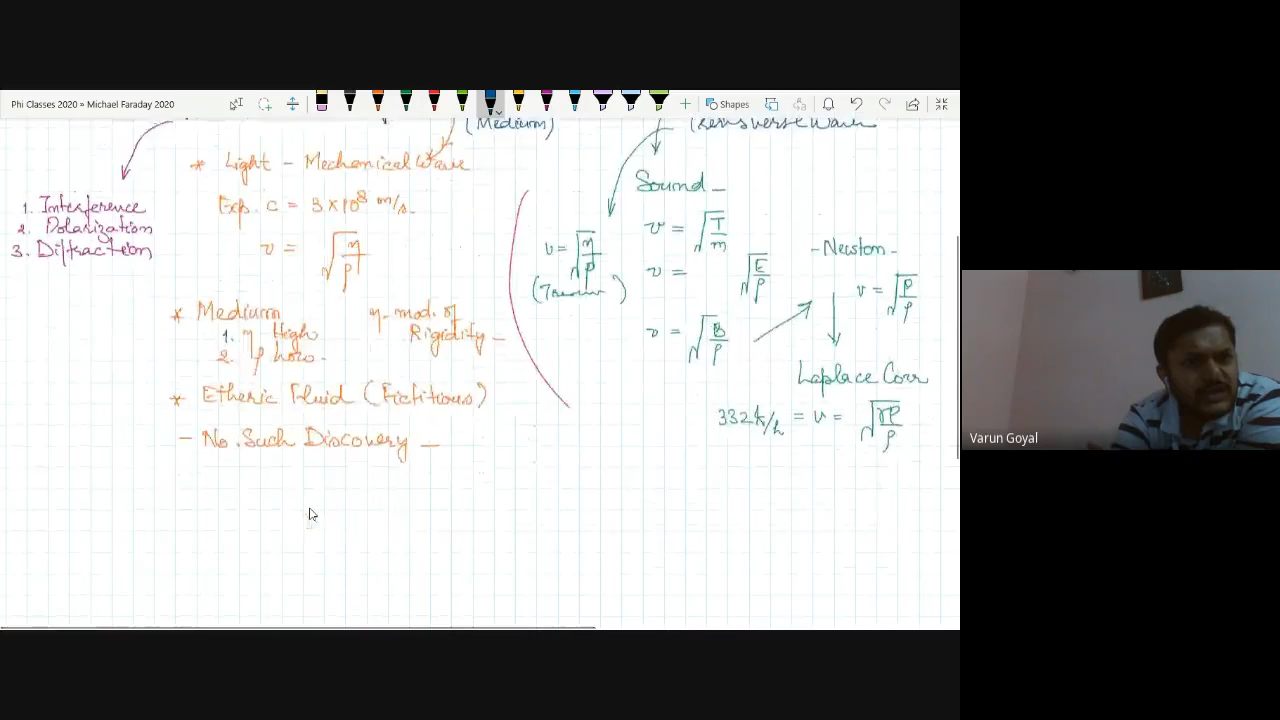 Phi Classes 2020 » Michael Faraday 2020
Shapes
(Medium)
(Transverse Wave
* Light - Mechanical Wave
Exp. c = 3 x 10⁸ m/s.
v = √(η/ρ)
1. Interference
2. Polarization
3. Diffraction
* Medium
1. η High
2. ρ low -
η - mod. of
Rigidity -
* Etheric Fluid (Fictitious)
- No. Such Discovery -
v = √(η/ρ)
Sound -
v = √(T/m)
v = √(E/ρ)
v = √(B/ρ)
- Newton -
v = √(P/ρ)
Laplace Corr
332 k/h = v = √(γP/ρ)
Varun Goyal